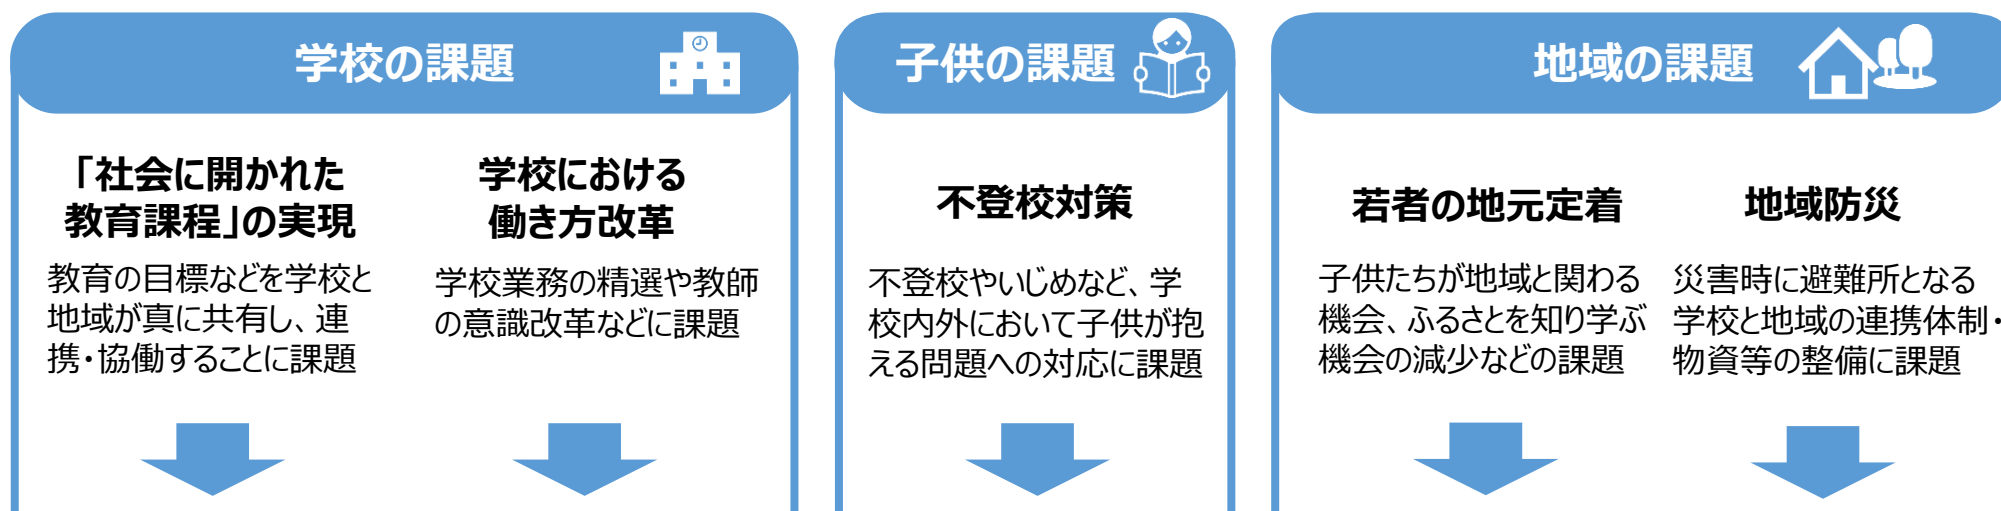 学校の課題
「社会に開かれた
教育課程」の実現
教育の目標などを学校と
地域が真に共有し、連
携・協働することに課題
学校における
働き方改革
学校業務の精選や教師
の意識改革などに課題
子供の課題
不登校対策
不登校やいじめなど、学
校内外において子供が抱
える問題への対応に課題
地域の課題
若者の地元定着
子供たちが地域と関わる
機会、ふるさとを知り学ぶ
機会の減少などの課題
地域防災
災害時に避難所となる
学校と地域の連携体制・
物資等の整備に課題